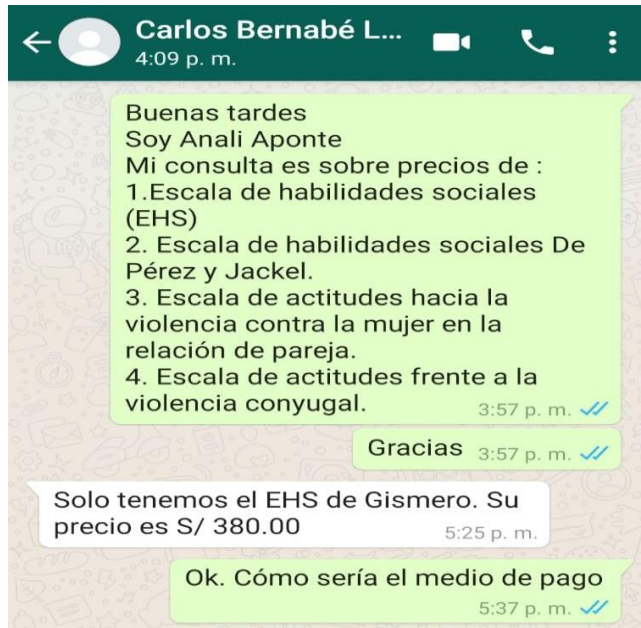 Carlos Bernabé L...
4:09 p. m.
Buenas tardes
Soy Anali Aponte
Mi consulta es sobre precios de :
1.Escala de habilidades sociales
(EHS)
2. Escala de habilidades sociales De
Pérez y Jackel.
3. Escala de actitudes hacia la
violencia contra la mujer en la
relación de pareja.
4. Escala de actitudes frente a la
violencia conyugal.
3:57 p. m.
Gracias 3:57 p. m.
Solo tenemos el EHS de Gismero. Su
precio es S/ 380.00
5:25 p. m.
Ok. Cómo sería el medio de pago
5:37 p. m.